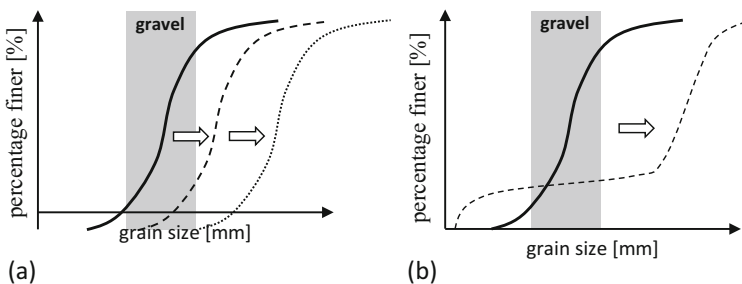 gravel
percentage finer [%]
grain size [mm]
(a)
gravel
percentage finer [%]
grain size [mm]
(b)